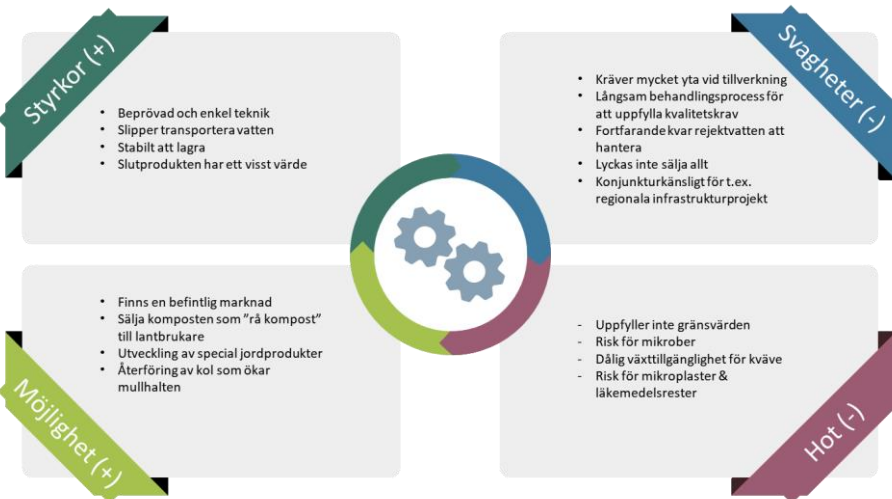 Styrkor (+)
• Beprövad och enkel teknik
• Slipper transportera vatten
• Stabilt att lagra
• Slutprodukten har ett visst värde
Svagheter (-)
• Kräver mycket yta vid tillverkning
• Långsam behandlingsprocess för
att uppfylla kvalitetskrav
• Fortfarande kvar rejektvatten att
hantera
• Lyckas inte sälja allt
• Konjunkturkänsligt för t.ex.
regionala infrastrukturprojekt
Möjlighet (+)
• Finns en befintlig marknad
• Sälja komposten som ”rå kompost”
till lantbrukare
• Utveckling av special jordprodukter
• Återföring av kol som ökar
mullhalten
Hot (-)
- Uppfyller inte gränsvärden
- Risk för mikrober
- Dålig växttillgänglighet för kväve
- Risk för mikroplaster &
läkemedelsrester